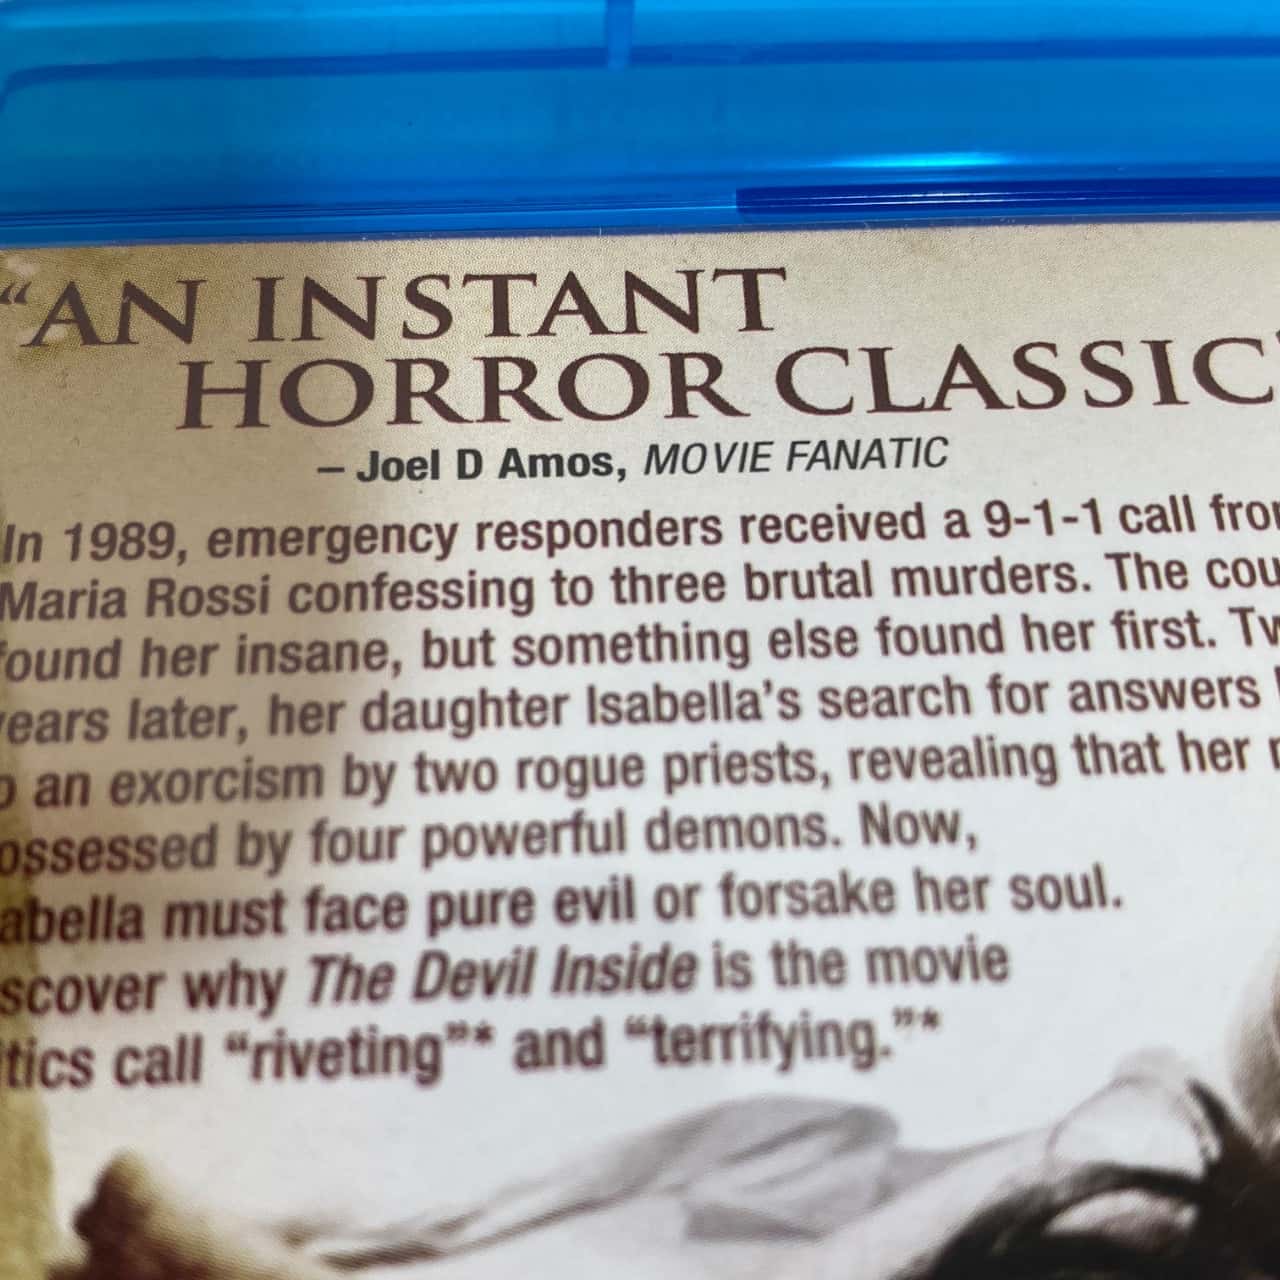 “AN INSTANT
HORROR CLASSIC”
– Joel D Amos, MOVIE FANATIC
In 1989, emergency responders received a 9-1-1 call from
Maria Rossi confessing to three brutal murders. The
found her insane, but something else found her first.
years later, her daughter Isabella’s search for answers
an exorcism by two rogue priests, revealing that her
possessed by four powerful demons. Now,
Isabella must face pure evil or forsake her soul.
Discover why The Devil Inside is the movie
critics call “riveting”* and “terrifying.”*